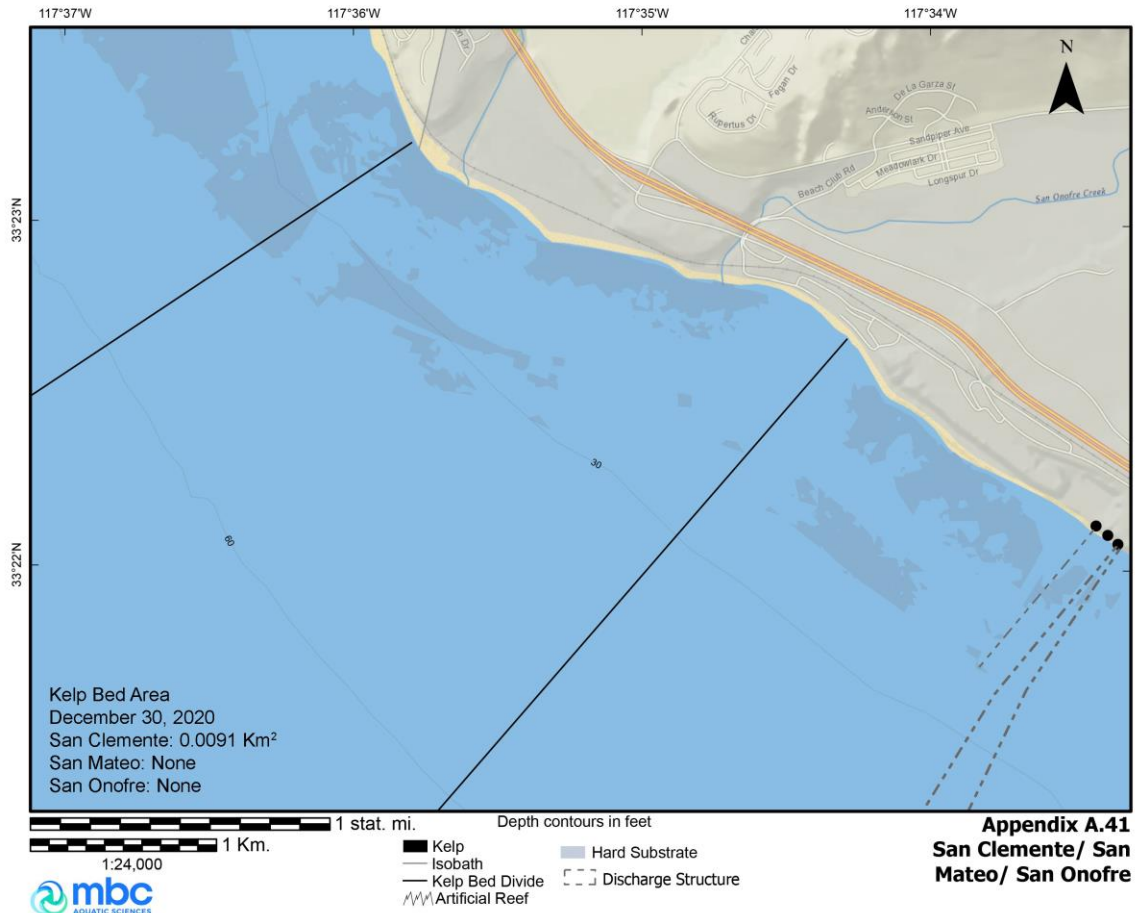 117°37'W
117°36'W
117°35'W
117°34'W
N
on Dr
Cha
Fegan Dr
Rupertus Dr
De La Garza St
Anderson St
Sandpiper Ave
Meadowlark Dr
Beach Club Rd
Longspur Dr
San Onofre Creek
33°23'N
30
33°22'N
60
Kelp Bed Area
December 30, 2020
San Clemente: 0.0091 Km²
San Mateo: None
San Onofre: None
1 stat. mi.
1 Km.
1:24,000
mbc
AQUATIC SCIENCES
Depth contours in feet
Kelp
Isobath
Kelp Bed Divide
Artificial Reef
Hard Substrate
Discharge Structure
Appendix A.41
San Clemente/ San
Mateo/ San Onofre